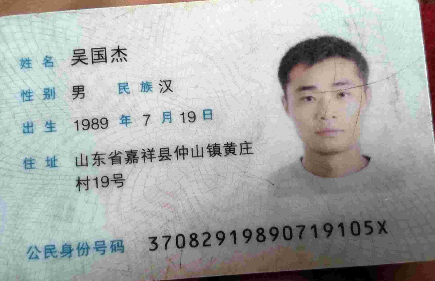 姓名 吴国杰
性别 男 民族 汉
出生 1989 年 7 月 19 日
住址 山东省嘉祥县仲山镇黄庄
村19号
公民身份号码 37082919890719105X